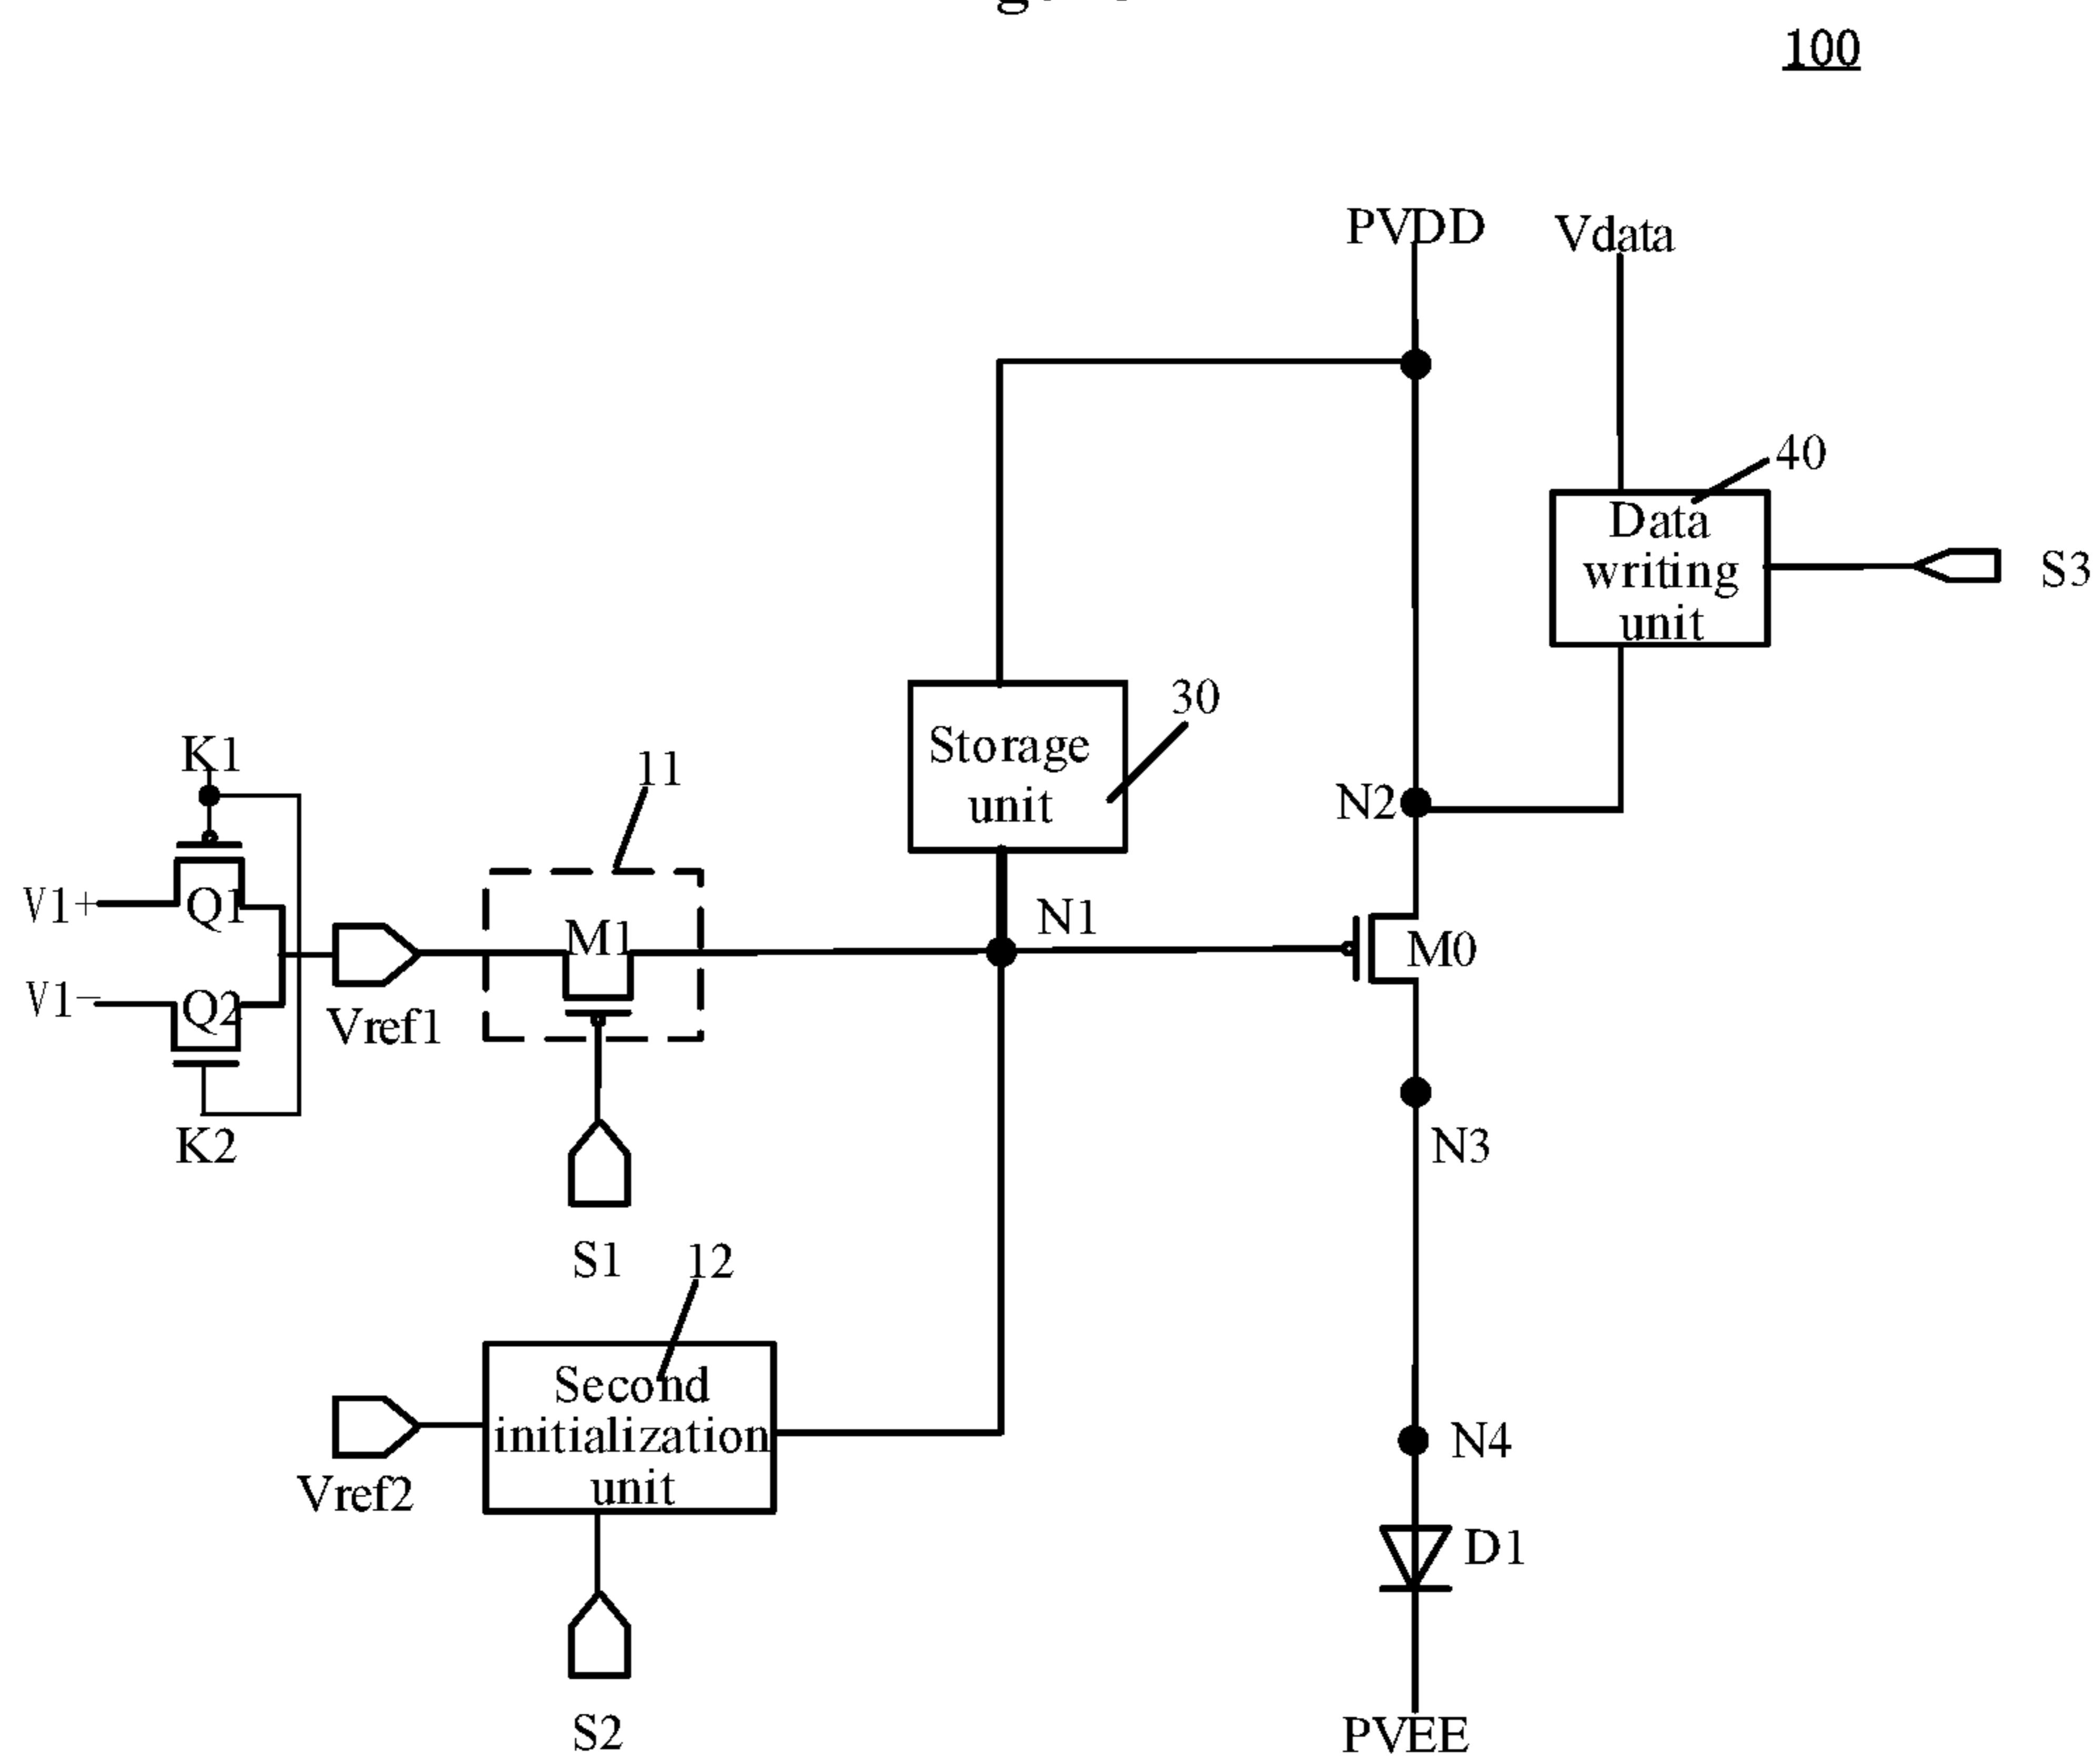 100
PVDD
Vdata
40
Data
writing
unit
S3
30
Storage
unit
K1
11
N2
V1+
Q1
M1
N1
M0
V1-
Q2
Vref1
K2
N3
S1
12
Second
initialization
unit
N4
Vref2
D1
S2
PVEE